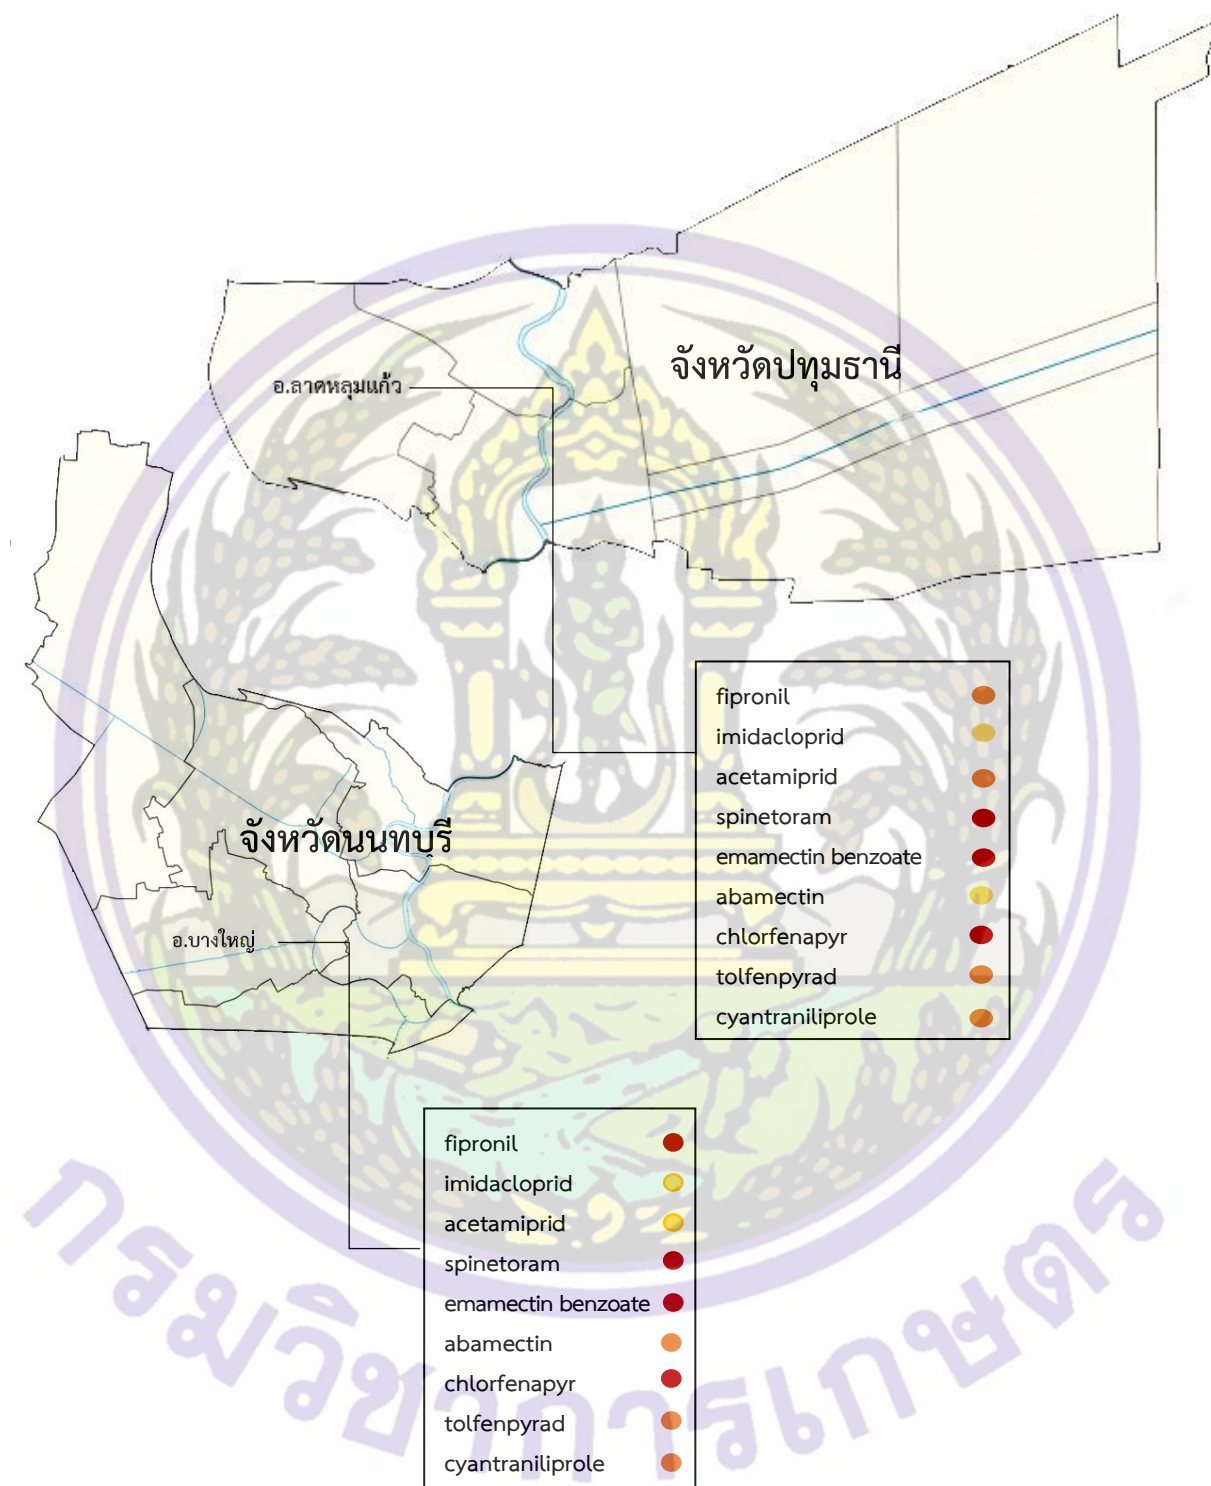 จังหวัดปทุมธานี
อ.ลาดหลุมแก้ว
fipronil
imidacloprid
acetamiprid
spinetoram
emamectin benzoate
abamectin
chlorfenapyr
tolfenpyrad
cyantraniliprole
จังหวัดนนทบุรี
อ.บางใหญ่
fipronil
imidacloprid
acetamiprid
spinetoram
emamectin benzoate
abamectin
chlorfenapyr
tolfenpyrad
cyantraniliprole
กรมวิชาการเกษตร